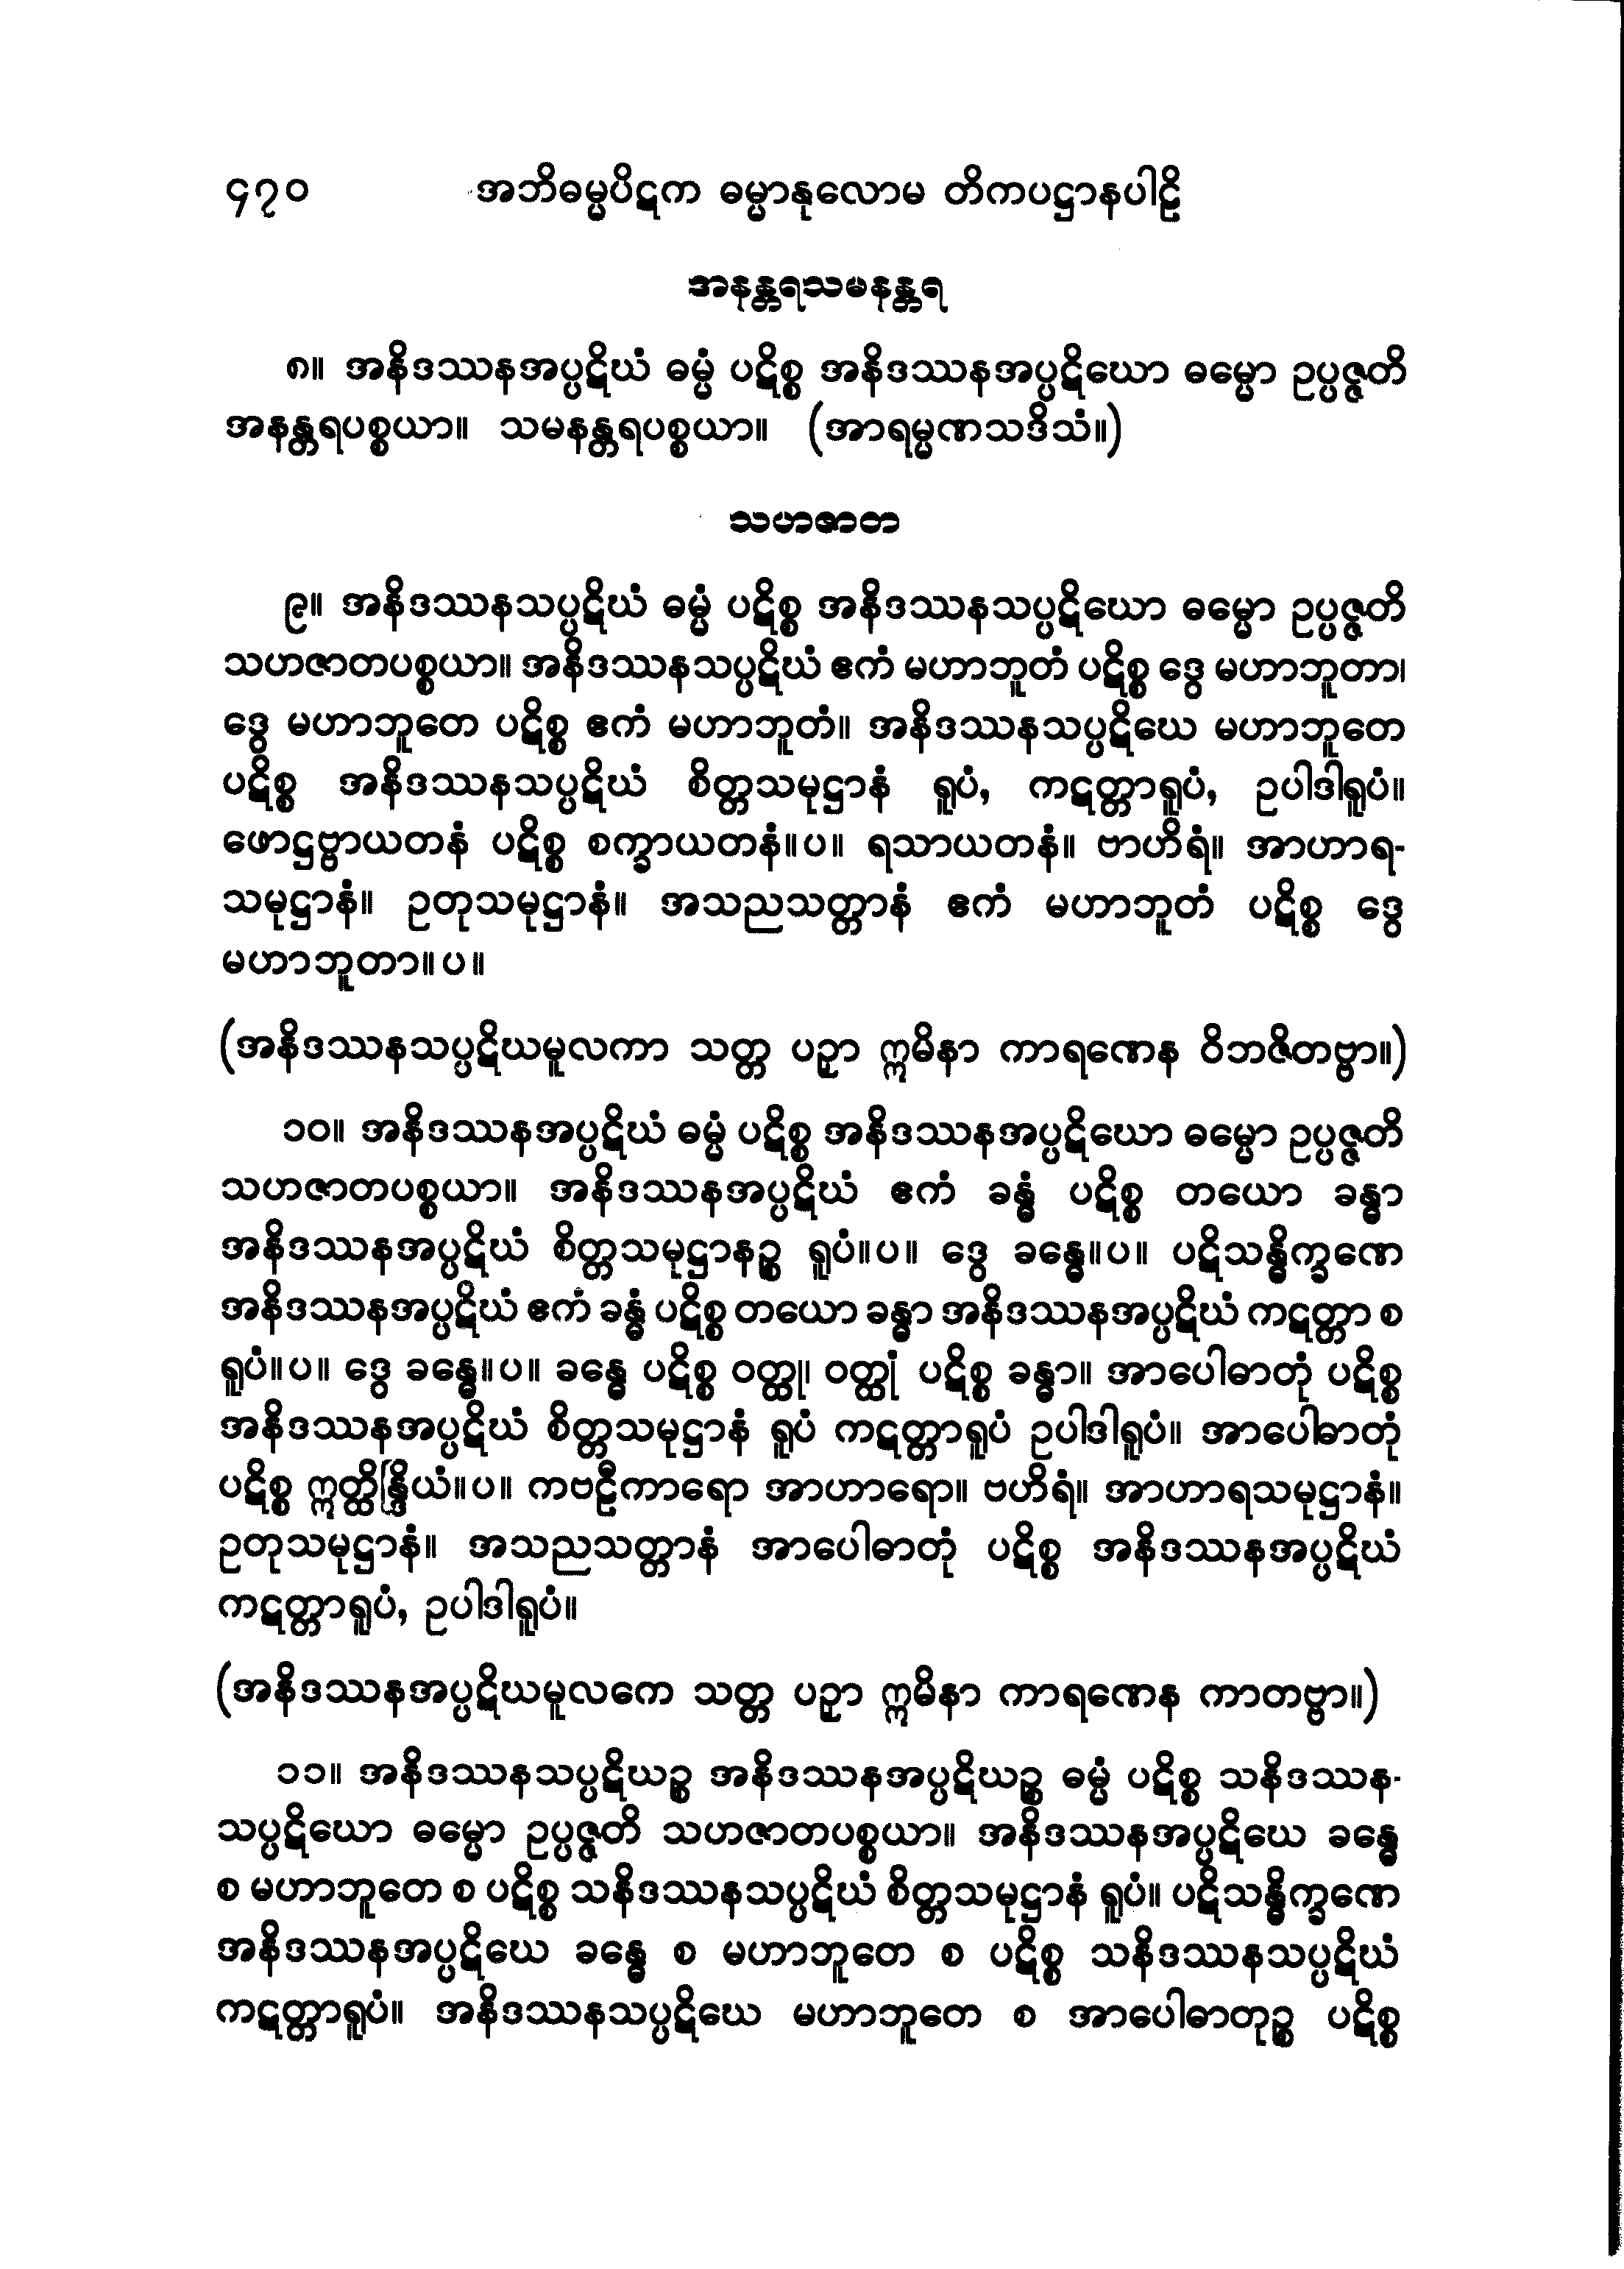 ၄၇၀ အဘိဓမ္မပိဋက ဓမ္မာနုလောမ တိကပဋ္ဌာနပါဠိ
အနန္တရသမနန္တရ
၈။ အနိဒဿနအပ္ပဋိဃံ ဓမ္မံ ပဋိစ္စ အနိဒဿနအပ္ပဋိဃော ဓမ္မော ဥပ္ပဇ္ဇတိ
အနန္တရပစ္စယာ။ သမနန္တရပစ္စယာ။ (အာရမ္မဏသဒိသံ။)
သဟဇာတ
၉။ အနိဒဿနသပ္ပဋိဃံ ဓမ္မံ ပဋိစ္စ အနိဒဿနသပ္ပဋိဃော ဓမ္မော ဥပ္ပဇ္ဇတိ
သဟဇာတပစ္စယာ။ အနိဒဿနသပ္ပဋိဃံ ဧကံ မဟာဘူတံ ပဋိစ္စ ဒွေ မဟာဘူတာ၊
ဒွေ မဟာဘူတေ ပဋိစ္စ ဧကံ မဟာဘူတံ။ အနိဒဿနသပ္ပဋိဃေ မဟာဘူတေ
ပဋိစ္စ အနိဒဿနသပ္ပဋိဃံ စိတ္တသမုဋ္ဌာနံ ရူပံ, ကဋတ္တာရူပံ, ဥပါဒါရူပံ။
ဖောဋ္ဌဗ္ဗာယတနံ ပဋိစ္စ စက္ခာယတနံ။ပ။ ရသာယတနံ။ ဗာဟိရံ။ အာဟာရ-
သမုဋ္ဌာနံ။ ဥတုသမုဋ္ဌာနံ။ အသညသတ္တာနံ ဧကံ မဟာဘူတံ ပဋိစ္စ ဒွေ
မဟာဘူတာ။ပ။
(အနိဒဿနသပ္ပဋိဃမူလကာ သတ္တ ပဉှာ ဣမိနာ ကာရဏေန ဝိဘဇိတဗ္ဗာ။)
၁၀။ အနိဒဿနအပ္ပဋိဃံ ဓမ္မံ ပဋိစ္စ အနိဒဿနအပ္ပဋိဃော ဓမ္မော ဥပ္ပဇ္ဇတိ
သဟဇာတပစ္စယာ။ အနိဒဿနအပ္ပဋိဃံ ဧကံ ခန္ဓံ ပဋိစ္စ တယော ခန္ဓာ
အနိဒဿနအပ္ပဋိဃံ စိတ္တသမုဋ္ဌာနဉ္စ ရူပံ။ပ။ ဒွေ ခန္ဓေ။ပ။ ပဋိသန္ဓိက္ခဏေ
အနိဒဿနအပ္ပဋိဃံ ဧကံ ခန္ဓံ ပဋိစ္စ တယော ခန္ဓာ အနိဒဿနအပ္ပဋိဃံ ကဋတ္တာ စ
ရူပံ။ပ။ ဒွေ ခန္ဓေ။ပ။ ခန္ဓေ ပဋိစ္စ ဝတ္ထု၊ ဝတ္ထုံ ပဋိစ္စ ခန္ဓာ။ အာပေါဓာတုံ ပဋိစ္စ
အနိဒဿနအပ္ပဋိဃံ စိတ္တသမုဋ္ဌာနံ ရူပံ ကဋတ္တာရူပံ ဥပါဒါရူပံ။ အာပေါဓာတုံ
ပဋိစ္စ ဣတ္ထိန္ဒြိယံ။ပ။ ကဗဠီကာရော အာဟာရော။ ဗဟိရံ။ အာဟာရသမုဋ္ဌာနံ။
ဥတုသမုဋ္ဌာနံ။ အသညသတ္တာနံ အာပေါဓာတုံ ပဋိစ္စ အနိဒဿနအပ္ပဋိဃံ
ကဋတ္တာရူပံ, ဥပါဒါရူပံ။
(အနိဒဿနအပ္ပဋိဃမူလကေ သတ္တ ပဉှာ ဣမိနာ ကာရဏေန ကာတဗ္ဗာ။)
၁၁။ အနိဒဿနသပ္ပဋိဃဉ္စ အနိဒဿနအပ္ပဋိဃဉ္စ ဓမ္မံ ပဋိစ္စ သနိဒဿန-
သပ္ပဋိဃော ဓမ္မော ဥပ္ပဇ္ဇတိ သဟဇာတပစ္စယာ။ အနိဒဿနအပ္ပဋိဃေ ခန္ဓေ
စ မဟာဘူတေ စ ပဋိစ္စ သနိဒဿနသပ္ပဋိဃံ စိတ္တသမုဋ္ဌာနံ ရူပံ။ ပဋိသန္ဓိက္ခဏေ
အနိဒဿနအပ္ပဋိဃေ ခန္ဓေ စ မဟာဘူတေ စ ပဋိစ္စ သနိဒဿနသပ္ပဋိဃံ
ကဋတ္တာရူပံ။ အနိဒဿနသပ္ပဋိဃေ မဟာဘူတေ စ အာပေါဓာတုဉ္စ ပဋိစ္စ